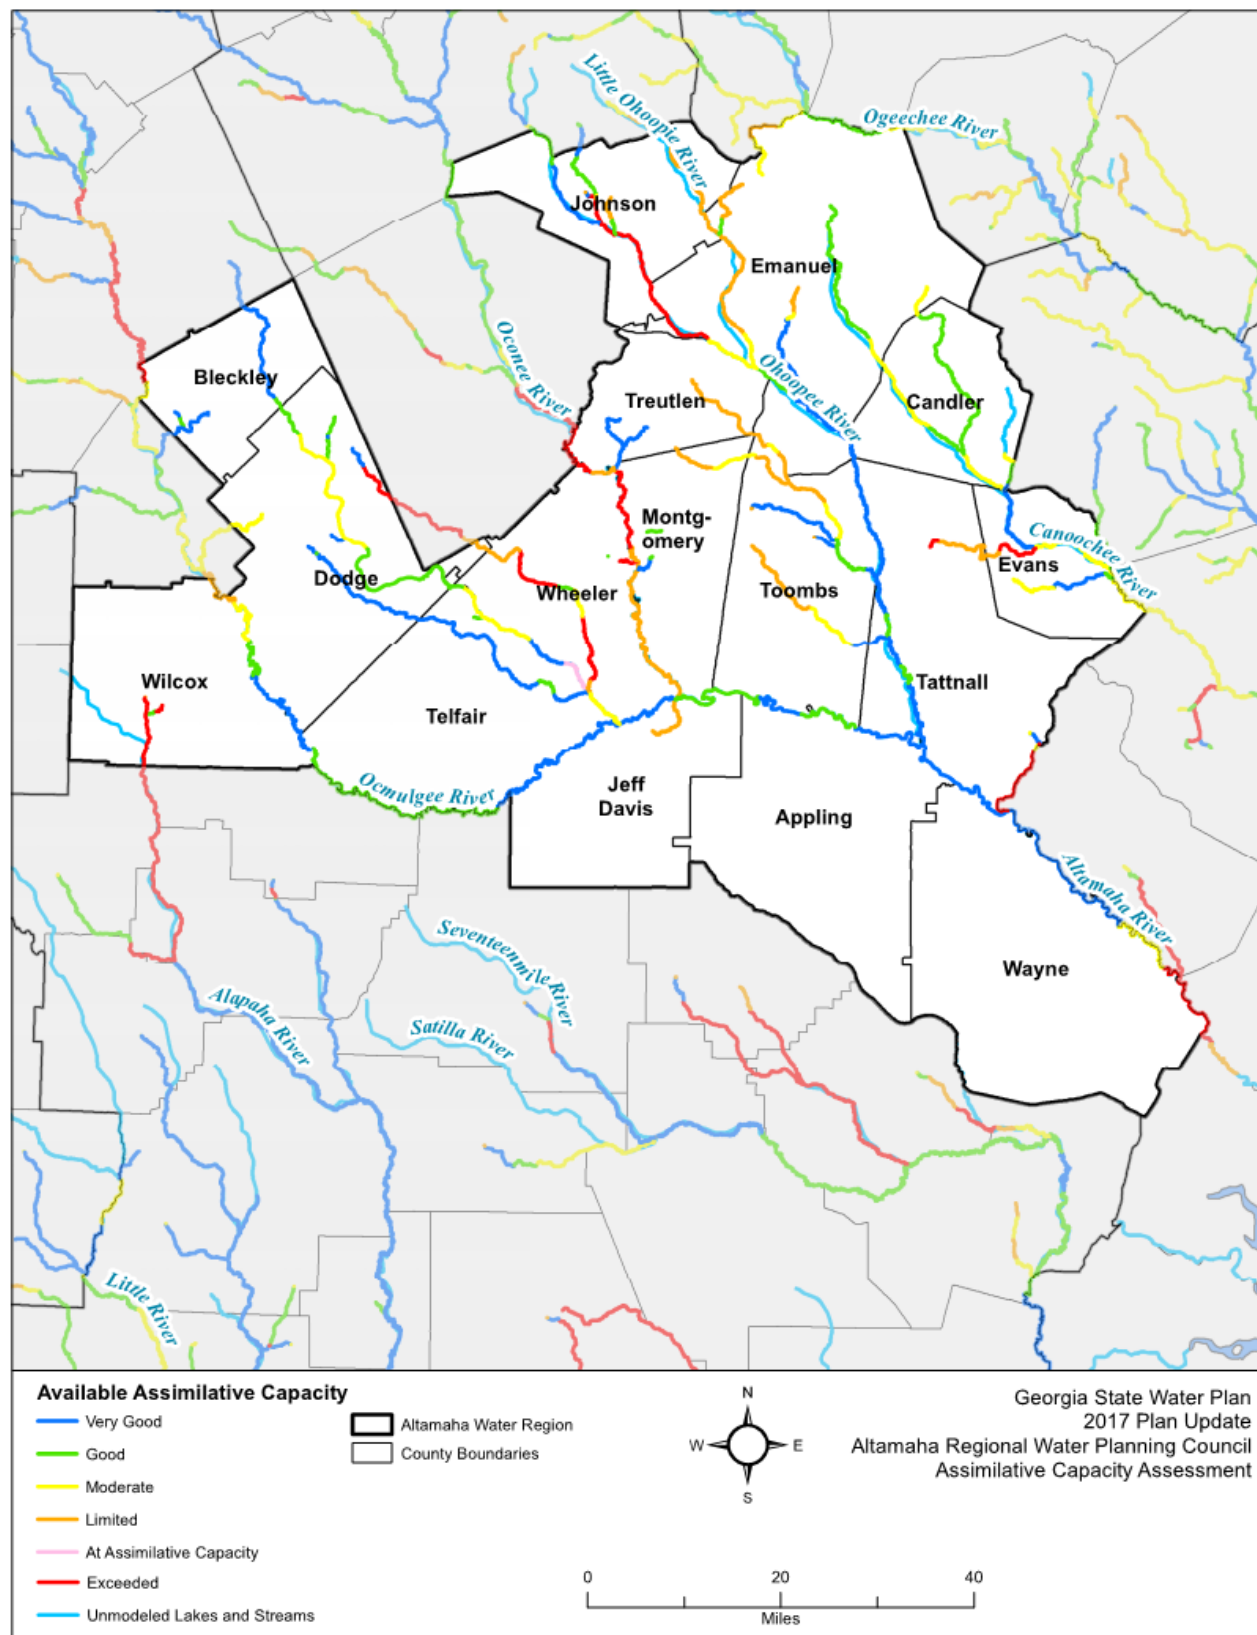 Little Ohoopie River
Ogeechee River
Johnson
Emanuel
Oconee River
Bleckley
Ohoopee River
Treutlen
Candler
Montg-
omery
Canoochee River
Evans
Dodge
Wheeler
Toombs
Wilcox
Tattnall
Telfair
Ocmulgee River
Jeff
Davis
Appling
Altamaha River
Seventeenmile River
Wayne
Alapaha River
Satilla River
Little River
Available Assimilative Capacity
Very Good
Good
Moderate
Limited
At Assimilative Capacity
Exceeded
Unmodeled Lakes and Streams
Altamaha Water Region
County Boundaries
N
W
E
S
0
20
40
Miles
Georgia State Water Plan
2017 Plan Update
Altamaha Regional Water Planning Council
Assimilative Capacity Assessment